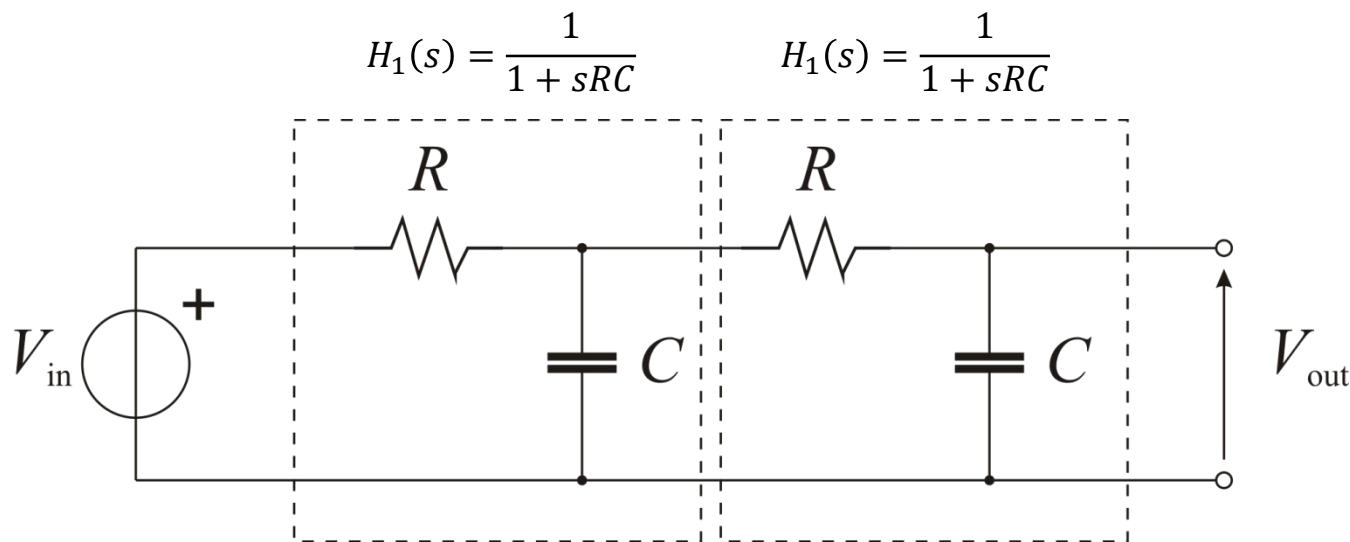 H₁(s) = 1/(1 + sRC)
H₁(s) = 1/(1 + sRC)
R
R
+
V_in
C
C
V_out